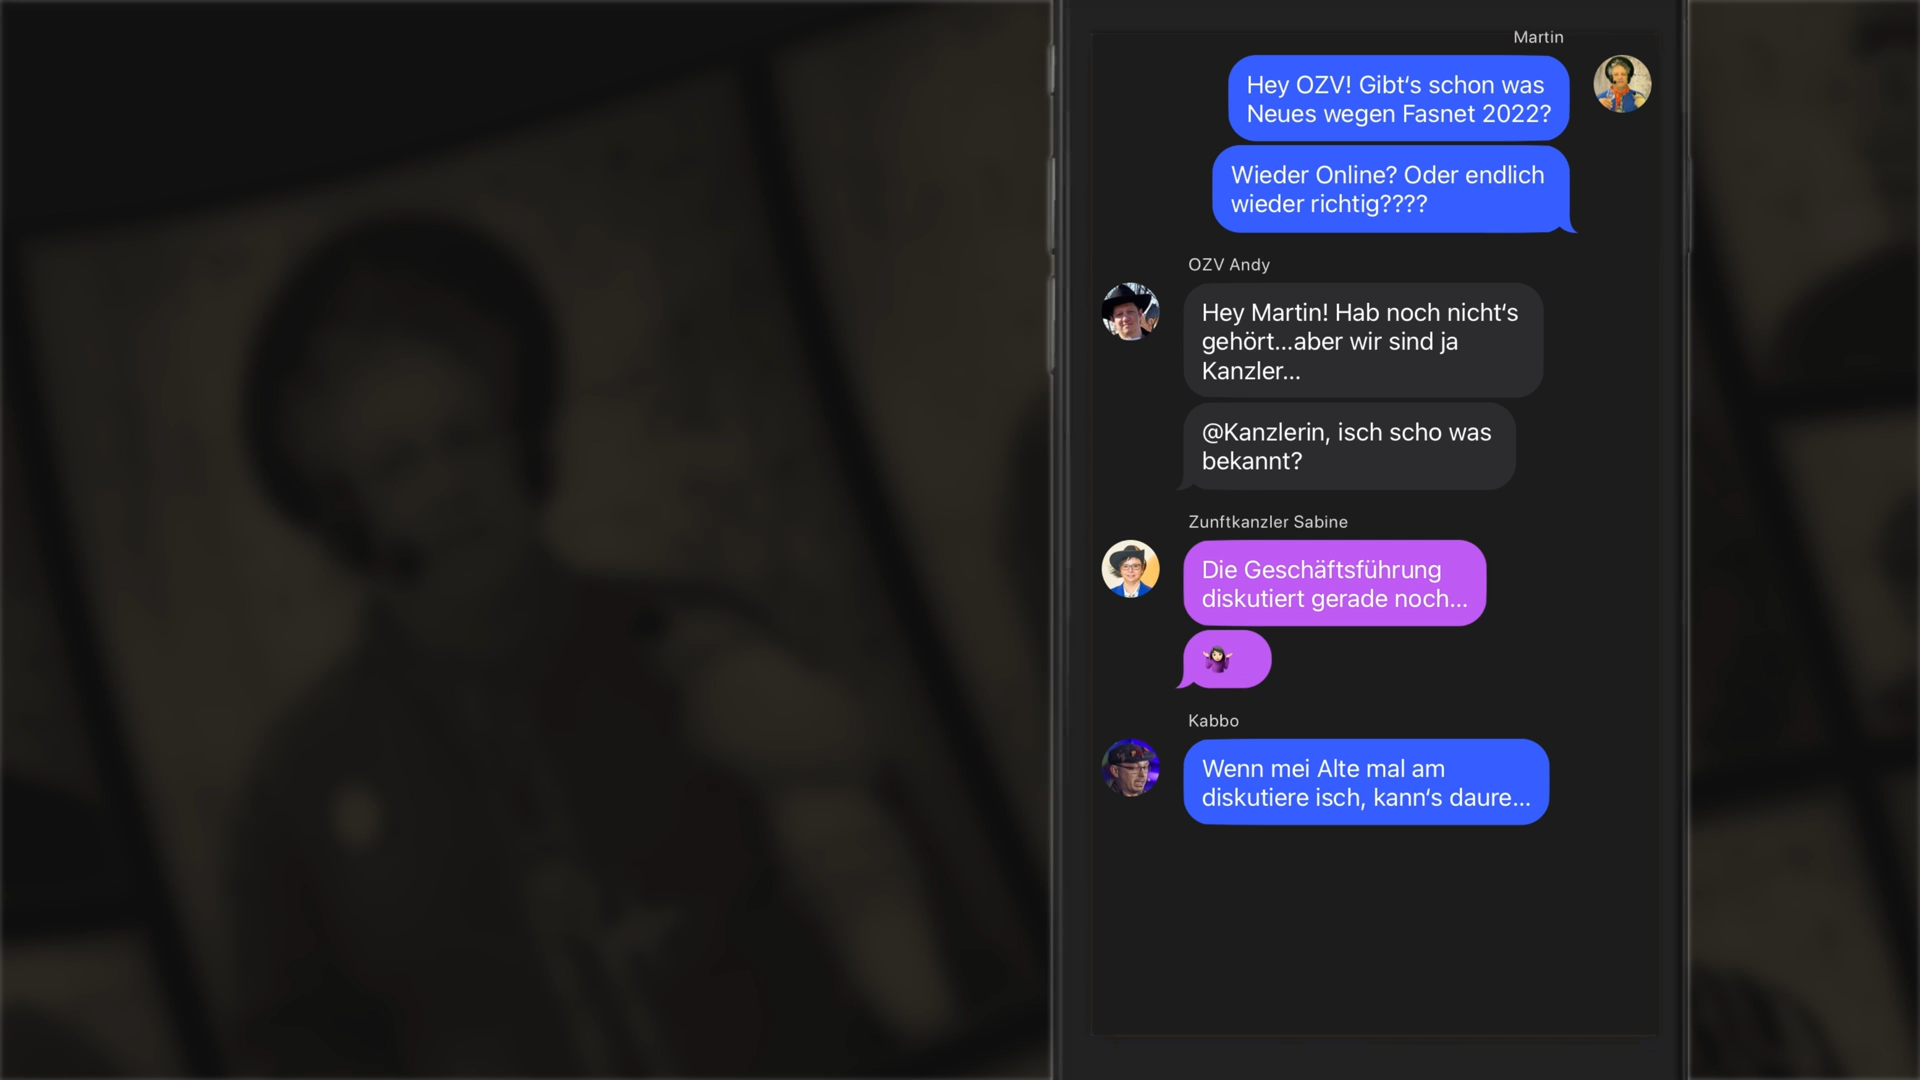 Martin
Hey OZV! Gibt‘s schon was
Neues wegen Fasnet 2022?
Wieder Online? Oder endlich
wieder richtig????
OZV Andy
Hey Martin! Hab noch nicht‘s
gehört...aber wir sind ja
Kanzler...
@Kanzlerin, isch scho was
bekannt?
Zunftkanzler Sabine
Die Geschäftsführung
diskutiert gerade noch...
🤷🏻‍♀️
Kabbo
Wenn mei Alte mal am
diskutiere isch, kann‘s daure...